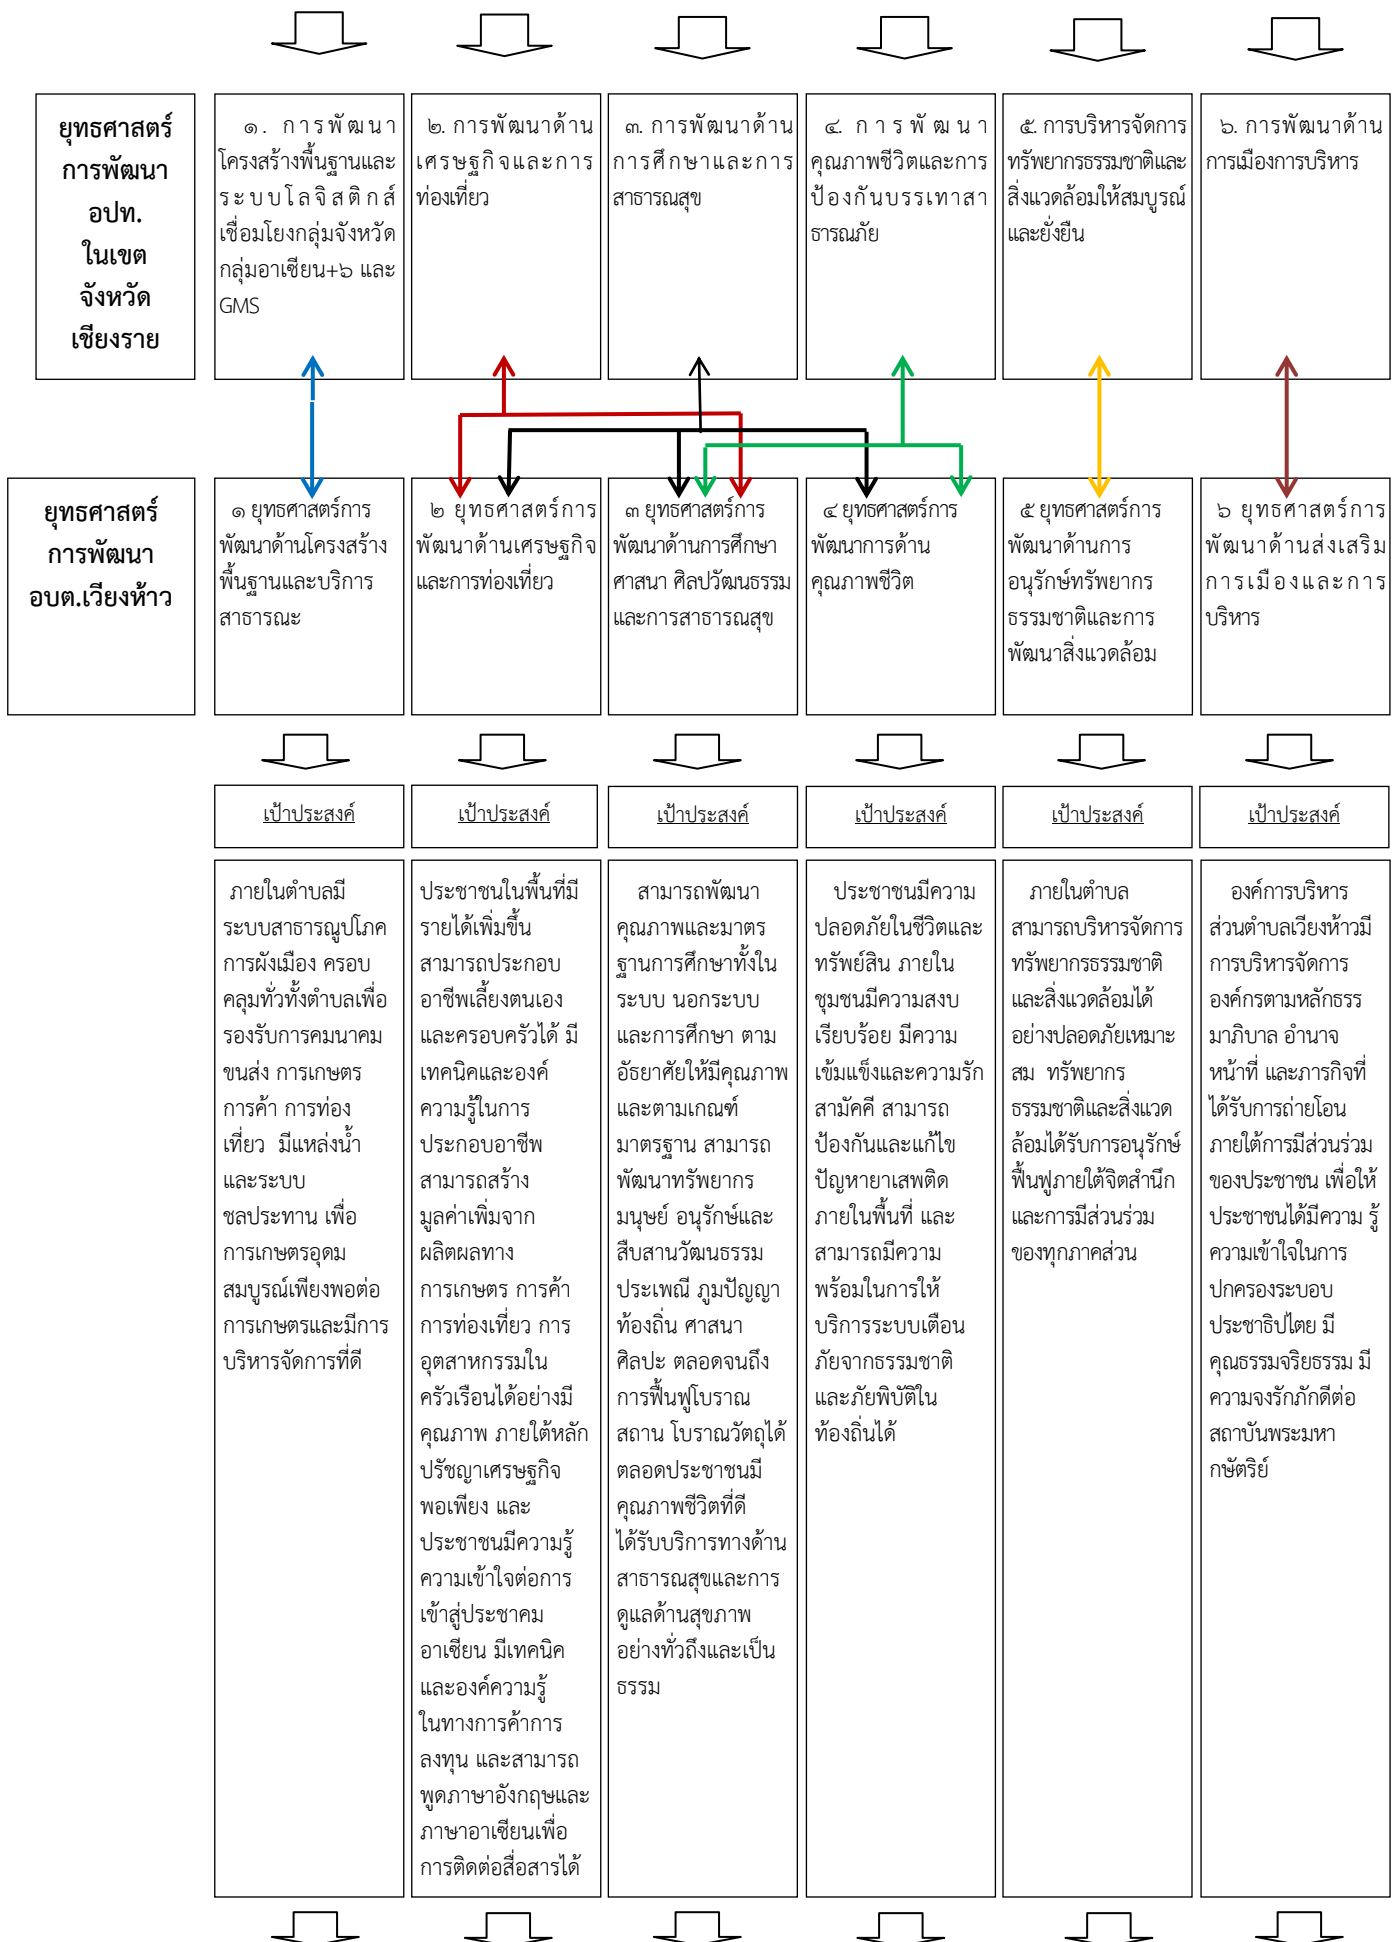 ยุทธศาสตร์
การพัฒนา
อปท.
ในเขต
จังหวัด
เชียงราย
๑. การพัฒนา
โครงสร้างพื้นฐานและ
ระบบโลจิสติกส์
เชื่อมโยงกลุ่มจังหวัด
กลุ่มอาเซียน+๖ และ
GMS
๒. การพัฒนาด้าน
เศรษฐกิจและการ
ท่องเที่ยว
๓. การพัฒนาด้าน
การศึกษาและการ
สาธารณสุข
๔. การพัฒนา
คุณภาพชีวิตและการ
ป้องกันบรรเทาสา
ธารณภัย
๕. การบริหารจัดการ
ทรัพยากรธรรมชาติและ
สิ่งแวดล้อมให้สมบูรณ์
และยั่งยืน
๖. การพัฒนาด้าน
การเมืองการบริหาร
ยุทธศาสตร์
การพัฒนา
อบต.เวียงห้าว
๑ ยุทธศาสตร์การ
พัฒนาด้านโครงสร้าง
พื้นฐานและบริการ
สาธารณะ
๒ ยุทธศาสตร์การ
พัฒนาด้านเศรษฐกิจ
และการท่องเที่ยว
๓ ยุทธศาสตร์การ
พัฒนาด้านการศึกษา
ศาสนา ศิลปวัฒนธรรม
และการสาธารณสุข
๔ ยุทธศาสตร์การ
พัฒนาการด้าน
คุณภาพชีวิต
๕ ยุทธศาสตร์การ
พัฒนาด้านการ
อนุรักษ์ทรัพยากร
ธรรมชาติและการ
พัฒนาสิ่งแวดล้อม
๖ ยุทธศาสตร์การ
พัฒนาด้านส่งเสริม
การเมืองและการ
บริหาร
เป้าประสงค์
เป้าประสงค์
เป้าประสงค์
เป้าประสงค์
เป้าประสงค์
เป้าประสงค์
ภายในตำบลมี
ระบบสาธารณูปโภค
การผังเมือง ครอบ
คลุมทั่วทั้งตำบลเพื่อ
รองรับการคมนาคม
ขนส่ง การเกษตร
การค้า การท่อง
เที่ยว มีแหล่งน้ำ
และระบบ
ชลประทาน เพื่อ
การเกษตรอุดม
สมบูรณ์เพียงพอต่อ
การเกษตรและมีการ
บริหารจัดการที่ดี
ประชาชนในพื้นที่มี
รายได้เพิ่มขึ้น
สามารถประกอบ
อาชีพเลี้ยงตนเอง
และครอบครัวได้ มี
เทคนิคและองค์
ความรู้ในการ
ประกอบอาชีพ
สามารถสร้าง
มูลค่าเพิ่มจาก
ผลิตผลทาง
การเกษตร การค้า
การท่องเที่ยว การ
อุตสาหกรรมใน
ครัวเรือนได้อย่างมี
คุณภาพ ภายใต้หลัก
ปรัชญาเศรษฐกิจ
พอเพียง และ
ประชาชนมีความรู้
ความเข้าใจต่อการ
เข้าสู่ประชาคม
อาเซียน มีเทคนิค
และองค์ความรู้
ในทางการค้าการ
ลงทุน และสามารถ
พูดภาษาอังกฤษและ
ภาษาอาเซียนเพื่อ
การติดต่อสื่อสารได้
สามารถพัฒนา
คุณภาพและมาตร
ฐานการศึกษาทั้งใน
ระบบ นอกระบบ
และการศึกษา ตาม
อัธยาศัยให้มีคุณภาพ
และตามเกณฑ์
มาตรฐาน สามารถ
พัฒนาทรัพยากร
มนุษย์ อนุรักษ์และ
สืบสานวัฒนธรรม
ประเพณี ภูมปัญญา
ท้องถิ่น ศาสนา
ศิลปะ ตลอดจนถึง
การฟื้นฟูโบราณ
สถาน โบราณวัตถุได้
ตลอดประชาชนมี
คุณภาพชีวิตที่ดี
ได้รับบริการทางด้าน
สาธารณสุขและการ
ดูแลด้านสุขภาพ
อย่างทั่วถึงและเป็น
ธรรม
ประชาชนมีความ
ปลอดภัยในชีวิตและ
ทรัพย์สิน ภายใน
ชุมชนมีความสงบ
เรียบร้อย มีความ
เข้มแข็งและความรัก
สามัคคี สามารถ
ป้องกันและแก้ไข
ปัญหายาเสพติด
ภายในพื้นที่ และ
สามารถมีความ
พร้อมในการให้
บริการระบบเตือน
ภัยจากธรรมชาติ
และภัยพิบัติใน
ท้องถิ่นได้
ภายในตำบล
สามารถบริหารจัดการ
ทรัพยากรธรรมชาติ
และสิ่งแวดล้อมได้
อย่างปลอดภัยเหมาะ
สม ทรัพยากร
ธรรมชาติและสิ่งแวด
ล้อมได้รับการอนุรักษ์
ฟื้นฟูภายใต้จิตสำนึก
และการมีส่วนร่วม
ของทุกภาคส่วน
องค์การบริหาร
ส่วนตำบลเวียงห้าวมี
การบริหารจัดการ
องค์กรตามหลักธรร
มาภิบาล อำนาจ
หน้าที่ และภารกิจที่
ได้รับการถ่ายโอน
ภายใต้การมีส่วนร่วม
ของประชาชน เพื่อให้
ประชาชนได้มีความ รู้
ความเข้าใจในการ
ปกครองระบอบ
ประชาธิปไตย มี
คุณธรรมจริยธรรม มี
ความจงรักภักดีต่อ
สถาบันพระมหา
กษัตริย์